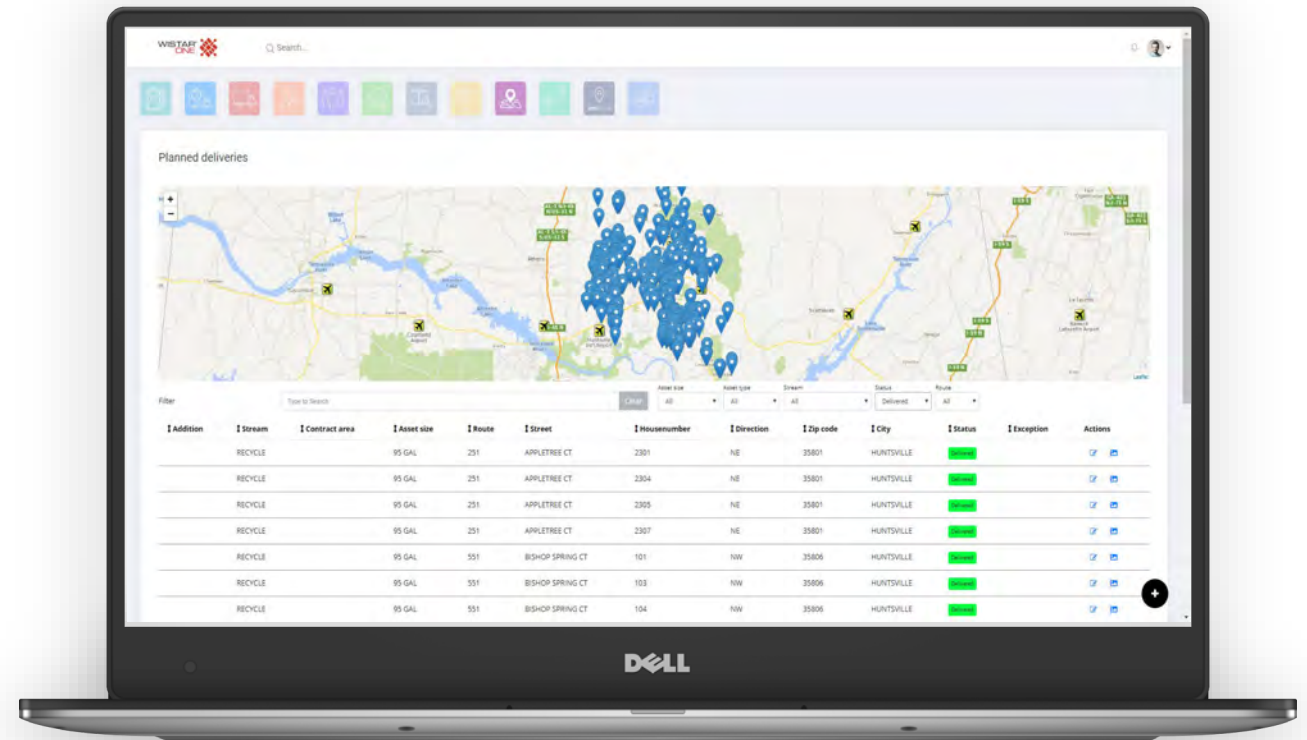 WISTAR
ONE
Search...
Planned deliveries
+
−
Athens
Scottsboro
Leaflet
Filter
Type to Search
Clear
Asset size
All
Asset type
All
Stream
All
Status
Delivered
Route
All
Addition Stream Contract area Asset size Route Street Housenumber Direction Zip code City Status Exception Actions
RECYCLE 95 GAL 251 APPLETREE CT 2301 NE 35801 HUNTSVILLE Delivered
RECYCLE 95 GAL 251 APPLETREE CT 2304 NE 35801 HUNTSVILLE Delivered
RECYCLE 95 GAL 251 APPLETREE CT 2305 NE 35801 HUNTSVILLE Delivered
RECYCLE 95 GAL 251 APPLETREE CT 2307 NE 35801 HUNTSVILLE Delivered
RECYCLE 95 GAL 551 BISHOP SPRING CT 101 NW 35806 HUNTSVILLE Delivered
RECYCLE 95 GAL 551 BISHOP SPRING CT 103 NW 35806 HUNTSVILLE Delivered
RECYCLE 95 GAL 551 BISHOP SPRING CT 104 NW 35806 HUNTSVILLE Delivered
+
DELL